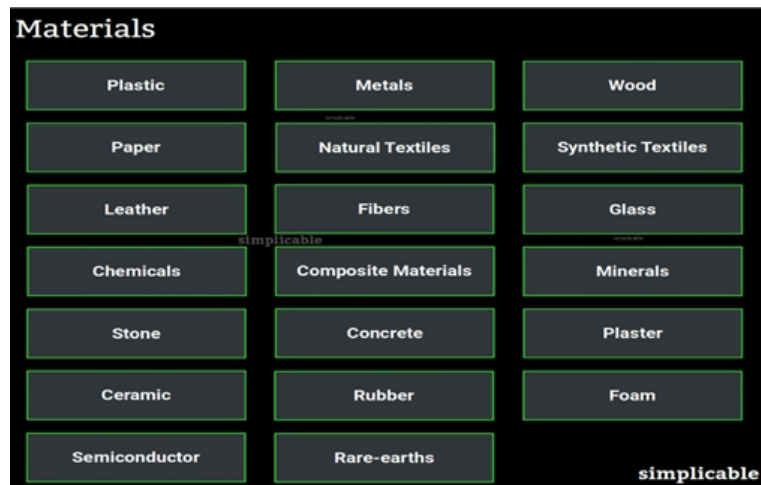 Materials
Plastic
Metals
Wood
Paper
Natural Textiles
Synthetic Textiles
Leather
Fibers
Glass
simplicable
Chemicals
Composite Materials
Minerals
Stone
Concrete
Plaster
Ceramic
Rubber
Foam
Semiconductor
Rare-earths
simplicable